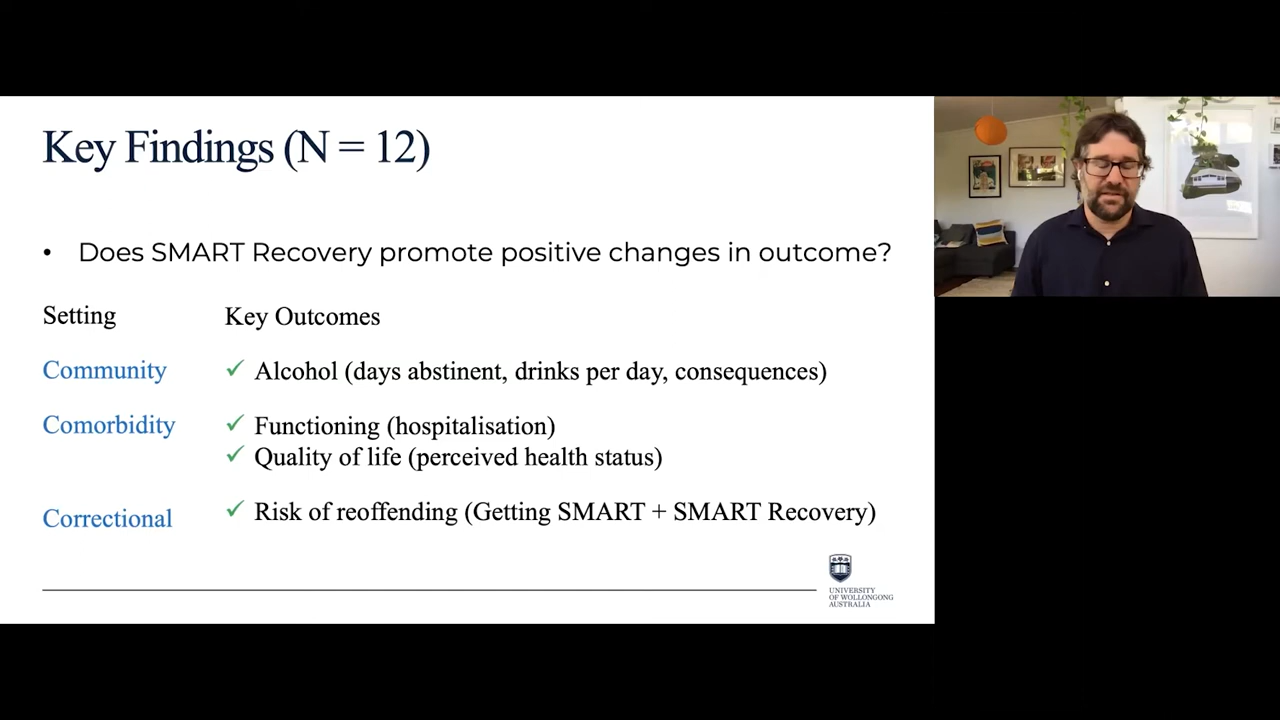 Key Findings (N = 12)
• Does SMART Recovery promote positive changes in outcome?
Setting Key Outcomes
Community ✓ Alcohol (days abstinent, drinks per day, consequences)
Comorbidity ✓ Functioning (hospitalisation)
✓ Quality of life (perceived health status)
Correctional ✓ Risk of reoffending (Getting SMART + SMART Recovery)
UNIVERSITY
OF WOLLONGONG
AUSTRALIA